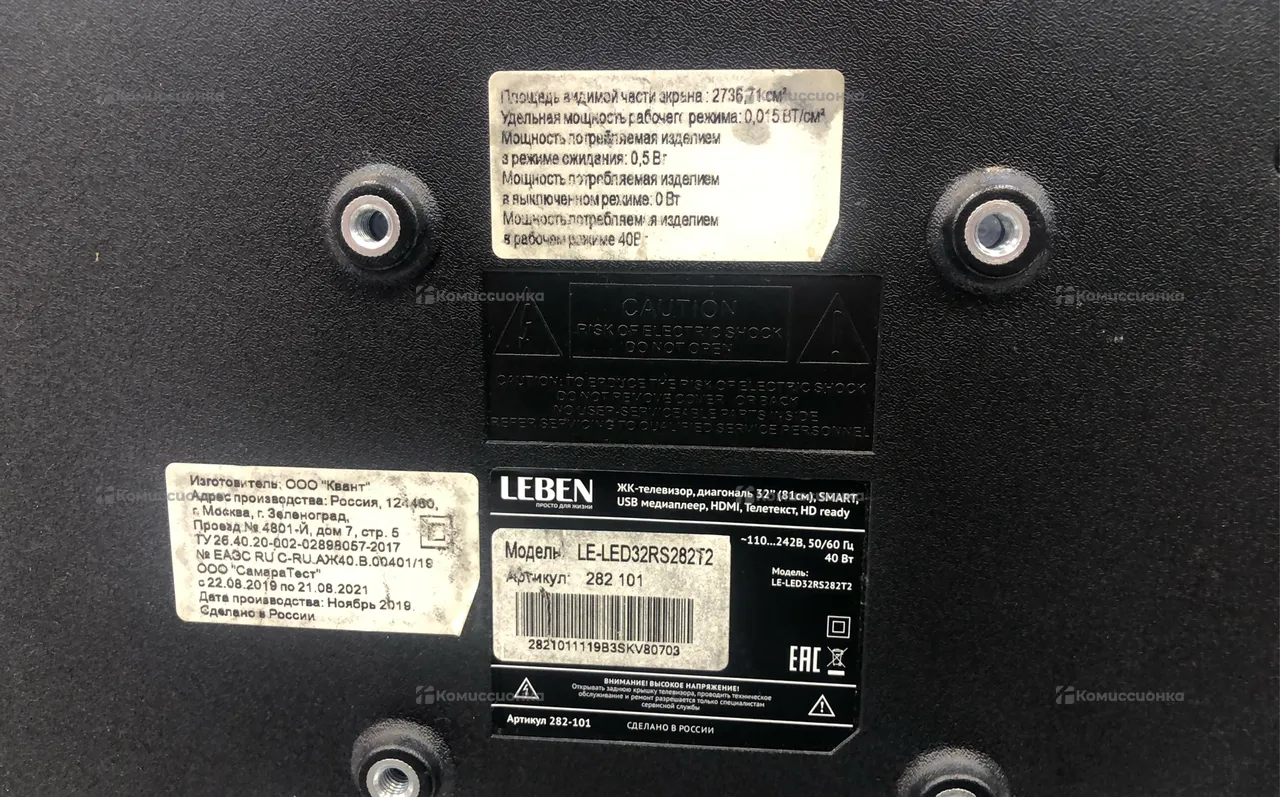 Площадь видимой части экрана : 2736,71 см²
Удельная мощность рабочего режима: 0,015 ВТ/см²
Мощность потребляемая изделием
в режиме ожидания: 0,5 Вт
Мощность потребляемая изделием
в выключенном режиме: 0 Вт
Мощность потребляемая изделием
в рабочем режиме 40Вт
CAUTION
RISK OF ELECTRIC SHOCK
DO NOT OPEN
CAUTION: TO ERDUCE THE RISK OF ELECTRIC SHOCK
DO NOT REMOVE COVER OR BACK
NO USER-SERVICEABLE PARTS INSIDE
REFER SERVICING TO QUALIFIED SERVICE PERSONNEL
Изготовитель: ООО "Квант"
Адрес производства: Россия, 124460,
г. Москва, г. Зеленоград,
Проезд № 4801-Й, дом 7, стр. 5
ТУ 26.40.20-002-02898057-2017
№ ЕАЭС RU C-RU.АЖ40.В.00401/19
ООО "СамараТест"
с 22.08.2019 по 21.08.2021
Дата производства: Ноябрь 2019
Сделано в России
LEBEN
просто для жизни
ЖК-телевизор, диагональ 32” (81см), SMART,
USB медиаплеер, HDMI, Телетекст, HD ready
Модель LE-LED32RS282T2
Артикул: 282 101
2821011119B3SKV80703
~110...242В, 50/60 Гц
40 Вт
Модель:
LE-LED32RS282T2
EAC
ВНИМАНИЕ! ВЫСОКОЕ НАПРЯЖЕНИЕ!
Открывать заднюю крышку телевизора, проводить техническое
обслуживание и ремонт разрешается только специалистам
сервисной службы
Артикул 282-101
СДЕЛАНО В РОССИИ
Комиссионка
Комиссионка
Комиссионка
Комиссионка
Комиссионка
Комиссионка
Комиссионка
Комиссионка